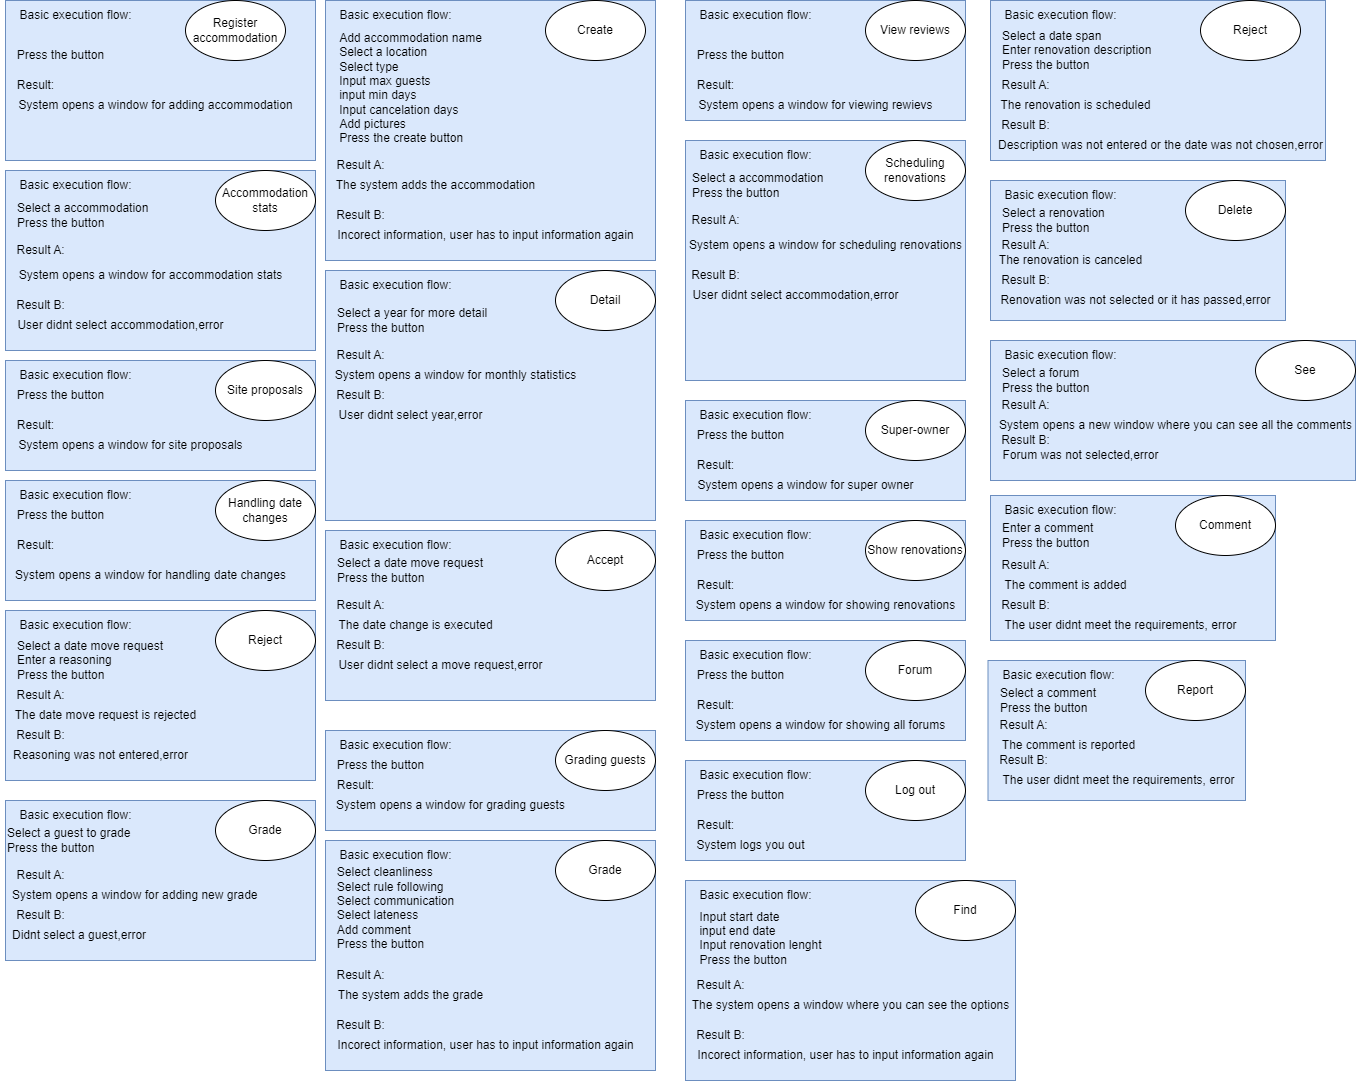 Basic execution flow:
Register
accommodation
Press the button
Result:
System opens a window for adding accommodation
Basic execution flow:
Accommodation
stats
Select a accommodation
Press the button
Result A:
System opens a window for accommodation stats
Result B:
User didnt select accommodation,error
Basic execution flow:
Site proposals
Press the button
Result:
System opens a window for site proposals
Basic execution flow:
Handling date
changes
Press the button
Result:
System opens a window for handling date changes
Basic execution flow:
Reject
Select a date move request
Enter a reasoning
Press the button
Result A:
The date move request is rejected
Result B:
Reasoning was not entered,error
Basic execution flow:
Grade
Select a guest to grade
Press the button
Result A:
System opens a window for adding new grade
Result B:
Didnt select a guest,error
Basic execution flow:
Create
Add accommodation name
Select a location
Select type
Input max guests
input min days
Input cancelation days
Add pictures
Press the create button
Result A:
The system adds the accommodation
Result B:
Incorect information, user has to input information again
Basic execution flow:
Detail
Select a year for more detail
Press the button
Result A:
System opens a window for monthly statistics
Result B:
User didnt select year,error
Basic execution flow:
Accept
Select a date move request
Press the button
Result A:
The date change is executed
Result B:
User didnt select a move request,error
Basic execution flow:
Grading guests
Press the button
Result:
System opens a window for grading guests
Basic execution flow:
Grade
Select cleanliness
Select rule following
Select communication
Select lateness
Add comment
Press the button
Result A:
The system adds the grade
Result B:
Incorect information, user has to input information again
Basic execution flow:
View reviews
Press the button
Result:
System opens a window for viewing rewievs
Basic execution flow:
Scheduling
renovations
Select a accommodation
Press the button
Result A:
System opens a window for scheduling renovations
Result B:
User didnt select accommodation,error
Basic execution flow:
Super-owner
Press the button
Result:
System opens a window for super owner
Basic execution flow:
Show renovations
Press the button
Result:
System opens a window for showing renovations
Basic execution flow:
Forum
Press the button
Result:
System opens a window for showing all forums
Basic execution flow:
Log out
Press the button
Result:
System logs you out
Basic execution flow:
Find
Input start date
input end date
Input renovation lenght
Press the button
Result A:
The system opens a window where you can see the options
Result B:
Incorect information, user has to input information again
Basic execution flow:
Reject
Select a date span
Enter renovation description
Press the button
Result A:
The renovation is scheduled
Result B:
Description was not entered or the date was not chosen,error
Basic execution flow:
Delete
Select a renovation
Press the button
Result A:
The renovation is canceled
Result B:
Renovation was not selected or it has passed,error
Basic execution flow:
See
Select a forum
Press the button
Result A:
System opens a new window where you can see all the comments
Result B:
Forum was not selected,error
Basic execution flow:
Comment
Enter a comment
Press the button
Result A:
The comment is added
Result B:
The user didnt meet the requirements, error
Basic execution flow:
Report
Select a comment
Press the button
Result A:
The comment is reported
Result B:
The user didnt meet the requirements, error